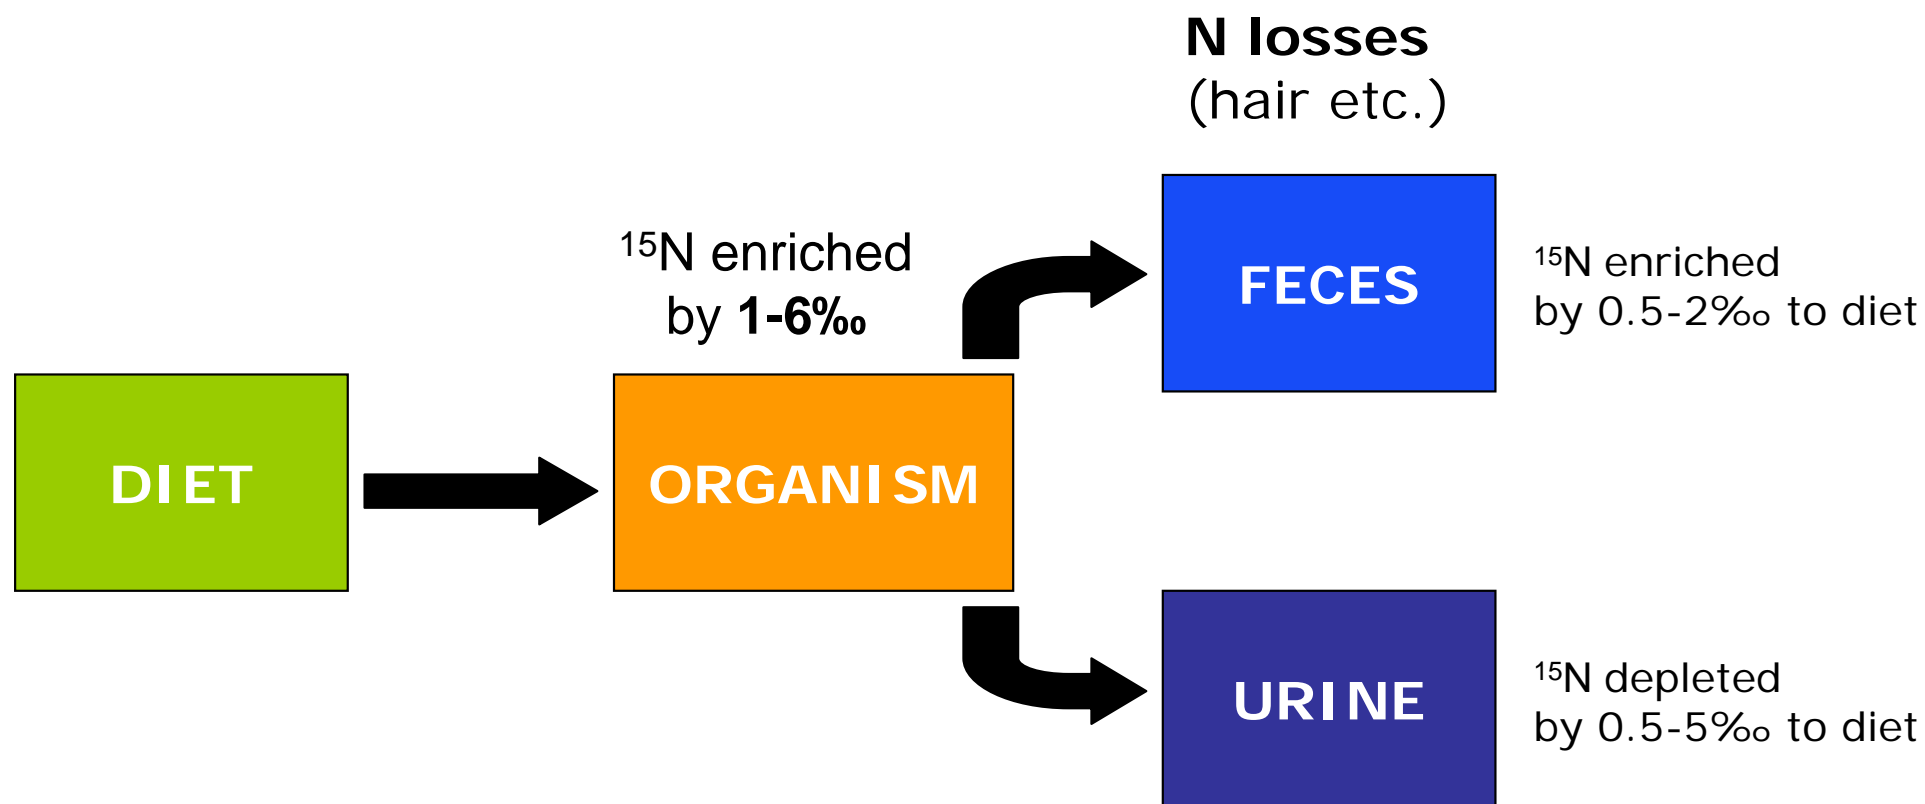 N losses
(hair etc.)
¹⁵N enriched
by 1-6‰
DIET
ORGANISM
FECES
¹⁵N enriched
by 0.5-2‰ to diet
URINE
¹⁵N depleted
by 0.5-5‰ to diet